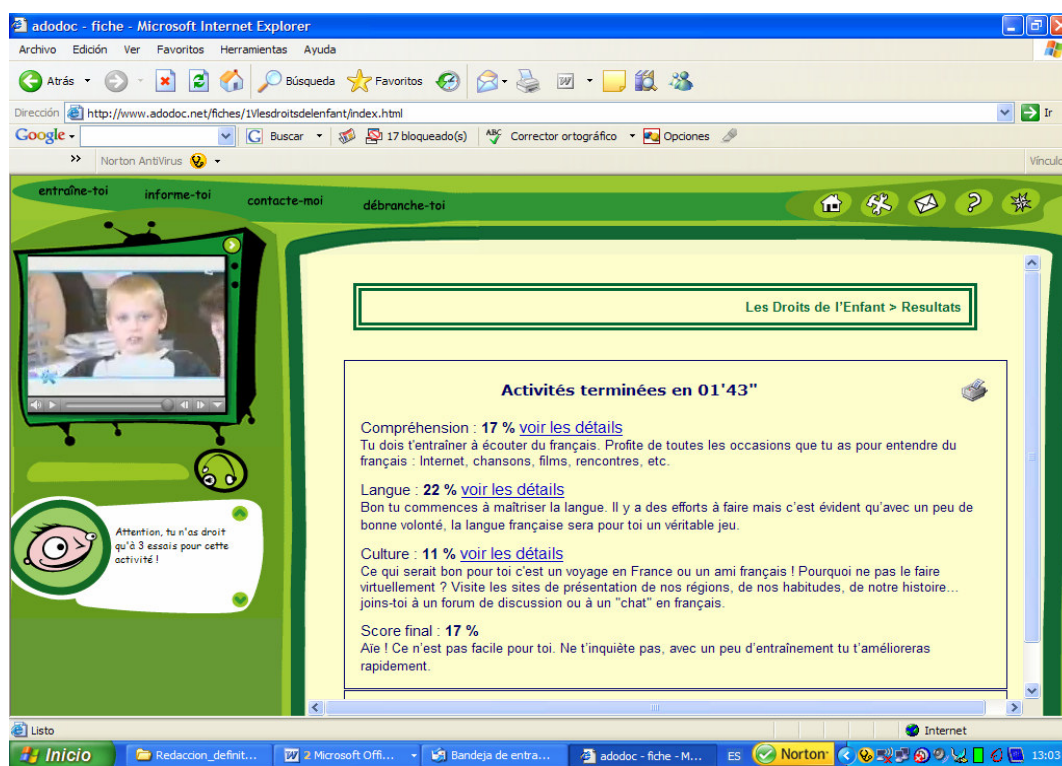 adodoc - fiche - Microsoft Internet Explorer
Archivo Edición Ver Favoritos Herramientas Ayuda
Atrás Búsqueda Favoritos
Dirección http://www.adodoc.net/fiches/1Vlesdroitsdelenfant/index.html Ir
Google Buscar 17 bloqueado(s) ABC Corrector ortográfico Opciones
Norton AntiVirus
entraîne-toi informe-toi contacte-moi débranche-toi
Les Droits de l'Enfant > Resultats
Activités terminées en 01'43"
Compréhension : 17 % voir les détails
Tu dois t'entraîner à écouter du français. Profite de toutes les occasions que tu as pour entendre du
français : Internet, chansons, films, rencontres, etc.
Langue : 22 % voir les détails
Bon tu commences à maîtriser la langue. Il y a des efforts à faire mais c'est évident qu'avec un peu de
bonne volonté, la langue française sera pour toi un véritable jeu.
Culture : 11 % voir les détails
Ce qui serait bon pour toi c'est un voyage en France ou un ami français ! Pourquoi ne pas le faire
virtuellement ? Visite les sites de présentation de nos régions, de nos habitudes, de notre histoire…
joins-toi à un forum de discussion ou à un "chat" en français.
Score final : 17 %
Aïe ! Ce n'est pas facile pour toi. Ne t'inquiète pas, avec un peu d'entraînement tu t'amélioreras
rapidement.
Attention, tu n'as droit
qu'à 3 essais pour cette
activité !
Listo Internet
Inicio Redaccion_definit... 2 Microsoft Offi... Bandeja de entra... adodoc - fiche - M... ES Norton 13:03